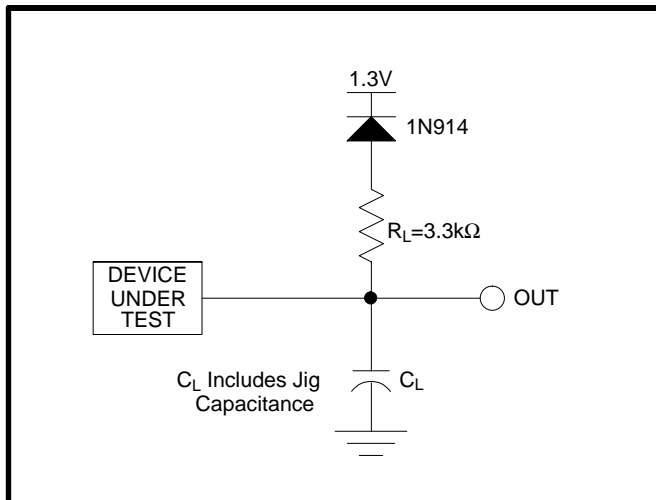 1.3V
1N914
R_L=3.3kΩ
DEVICE
UNDER
TEST
OUT
C_L Includes Jig
Capacitance
C_L